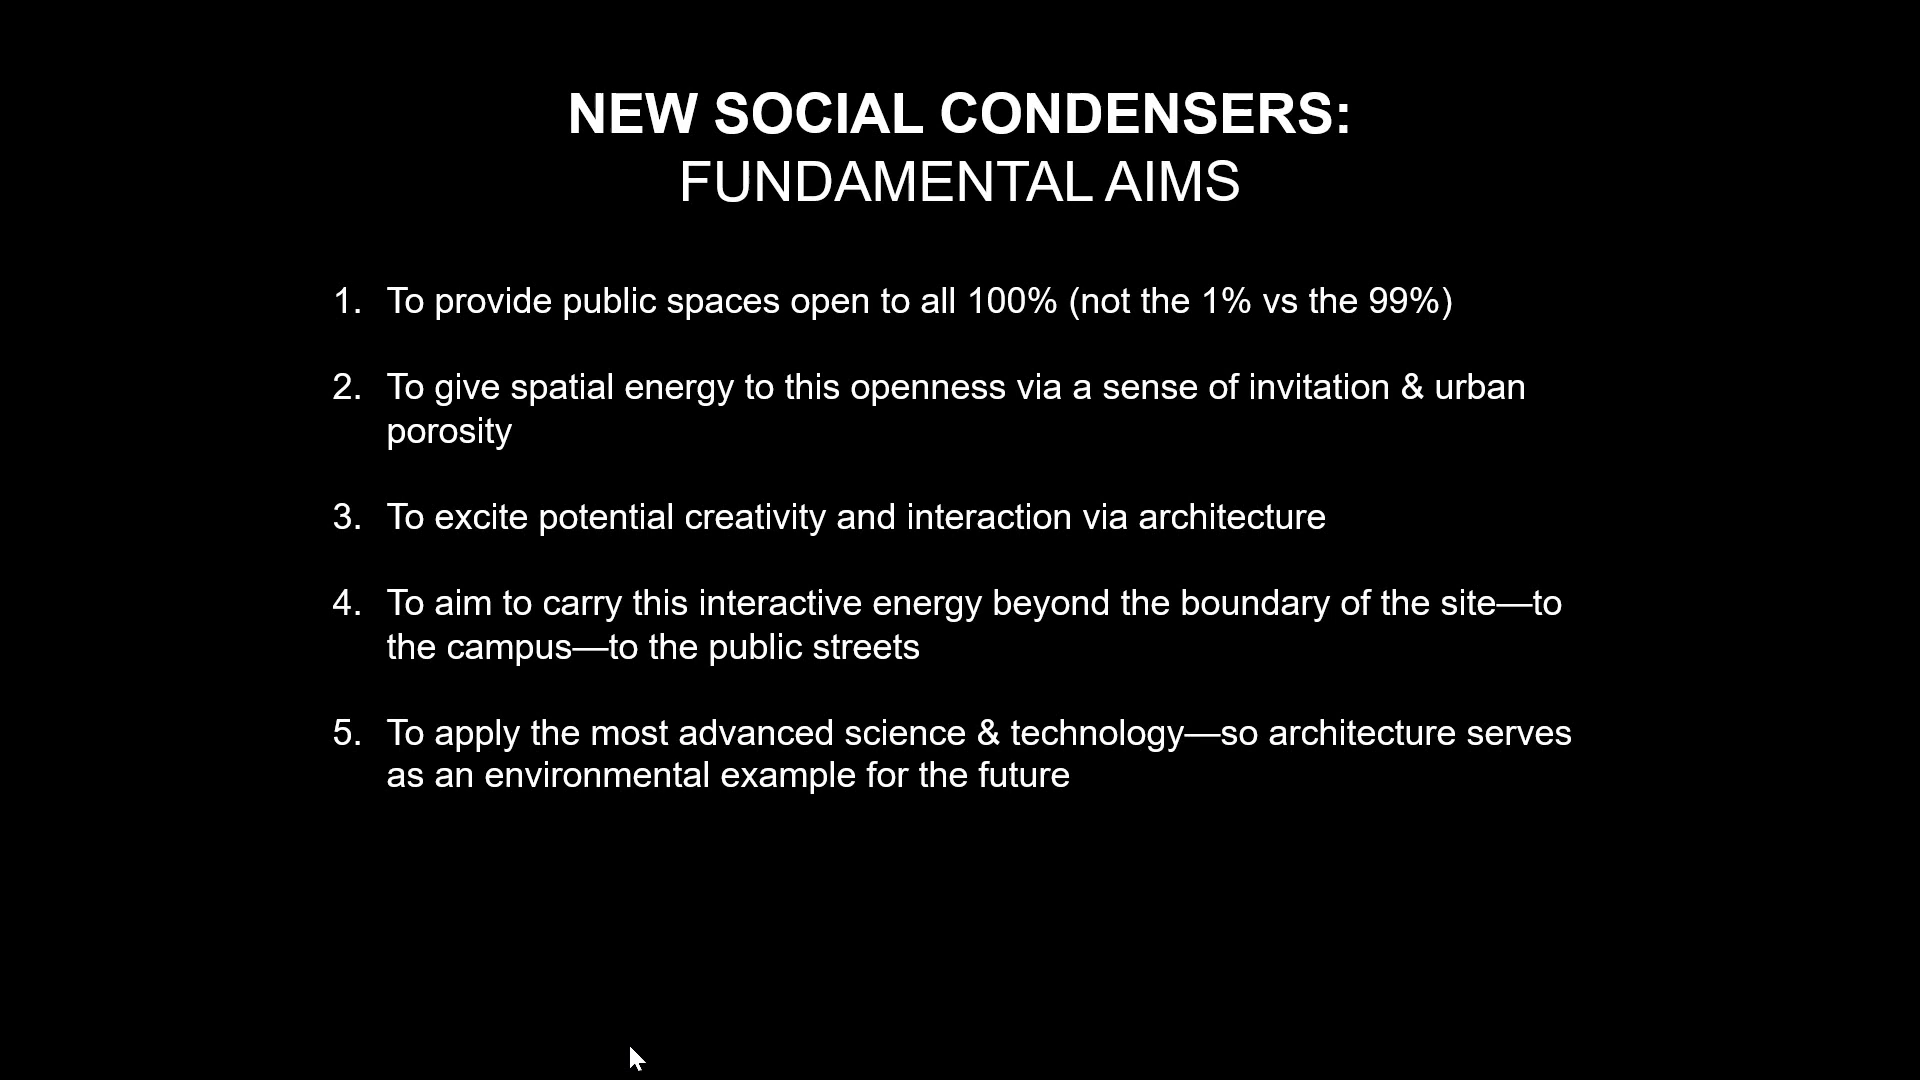 NEW SOCIAL CONDENSERS:
FUNDAMENTAL AIMS
1. To provide public spaces open to all 100% (not the 1% vs the 99%)
2. To give spatial energy to this openness via a sense of invitation & urban
porosity
3. To excite potential creativity and interaction via architecture
4. To aim to carry this interactive energy beyond the boundary of the site—to
the campus—to the public streets
5. To apply the most advanced science & technology—so architecture serves
as an environmental example for the future